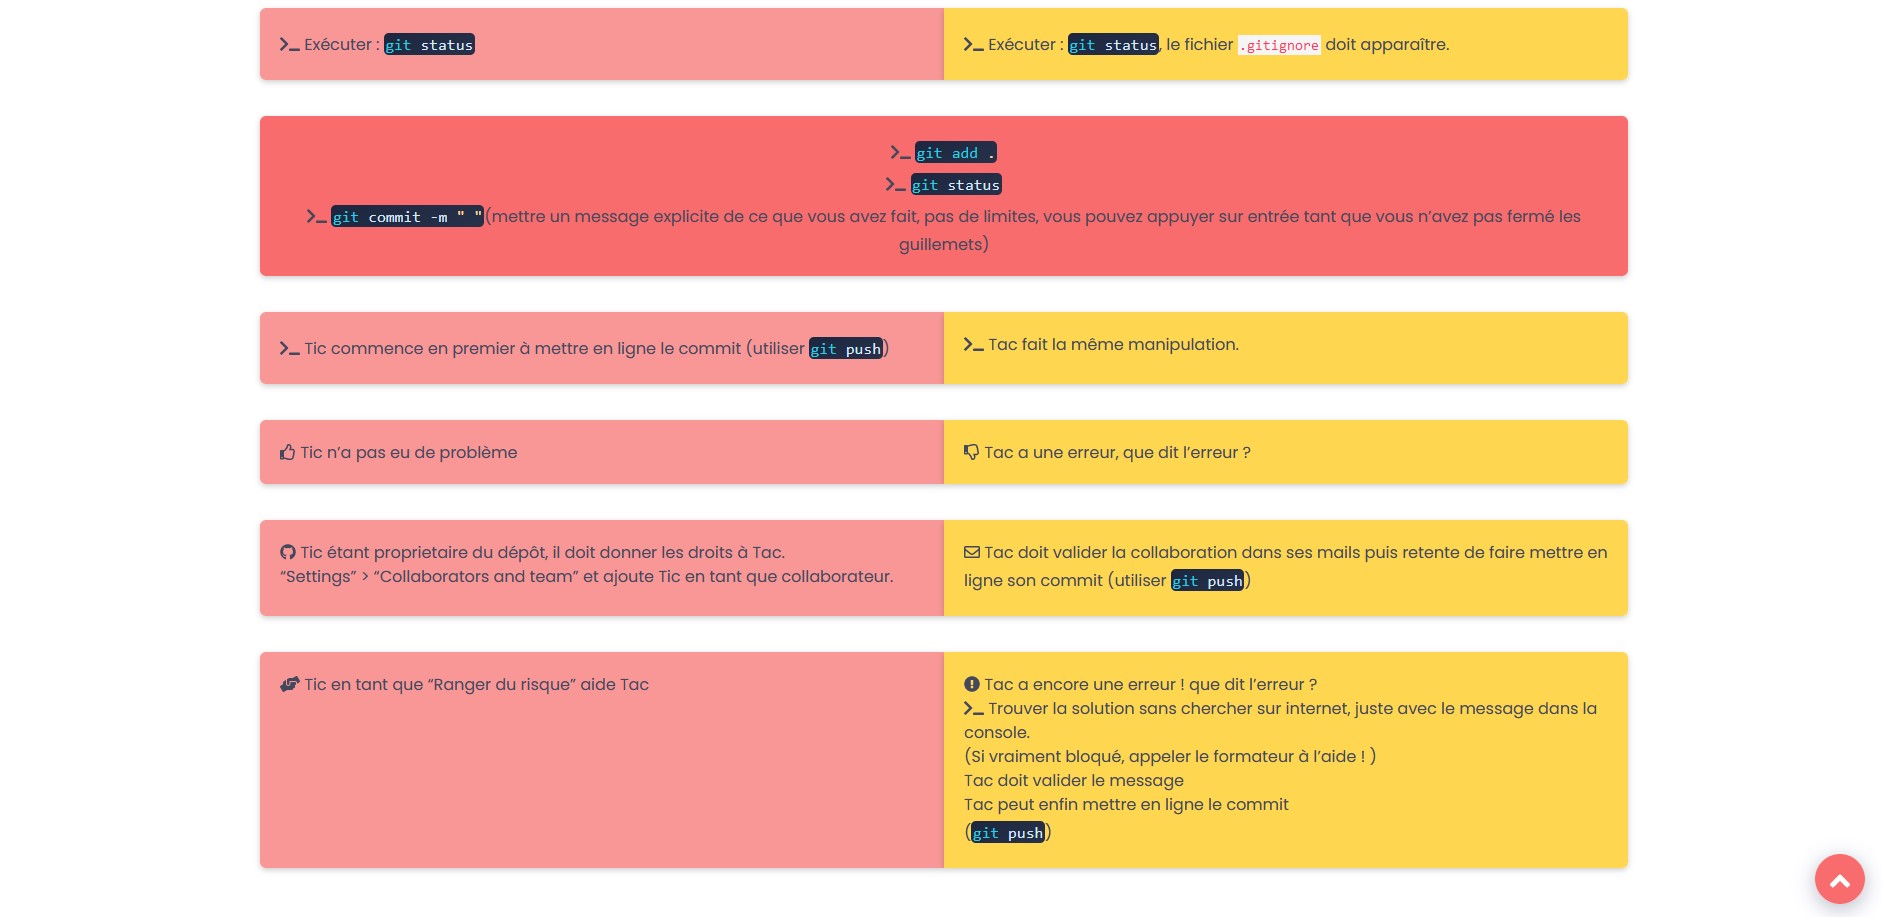 Exécuter : git status
Exécuter : git status, le fichier .gitignore doit apparaître.
git add .
git status
git commit -m " "(mettre un message explicite de ce que vous avez fait, pas de limites, vous pouvez appuyer sur entrée tant que vous n’avez pas fermé les
guillemets)
Tic commence en premier à mettre en ligne le commit (utiliser git push)
Tac fait la même manipulation.
Tic n’a pas eu de problème
Tac a une erreur, que dit l’erreur ?
Tic étant proprietaire du dépôt, il doit donner les droits à Tac.
“Settings” > “Collaborators and team” et ajoute Tic en tant que collaborateur.
Tac doit valider la collaboration dans ses mails puis retente de faire mettre en
ligne son commit (utiliser git push)
Tic en tant que “Ranger du risque” aide Tac
Tac a encore une erreur ! que dit l’erreur ?
Trouver la solution sans chercher sur internet, juste avec le message dans la
console.
(Si vraiment bloqué, appeler le formateur à l’aide ! )
Tac doit valider le message
Tac peut enfin mettre en ligne le commit
(git push)